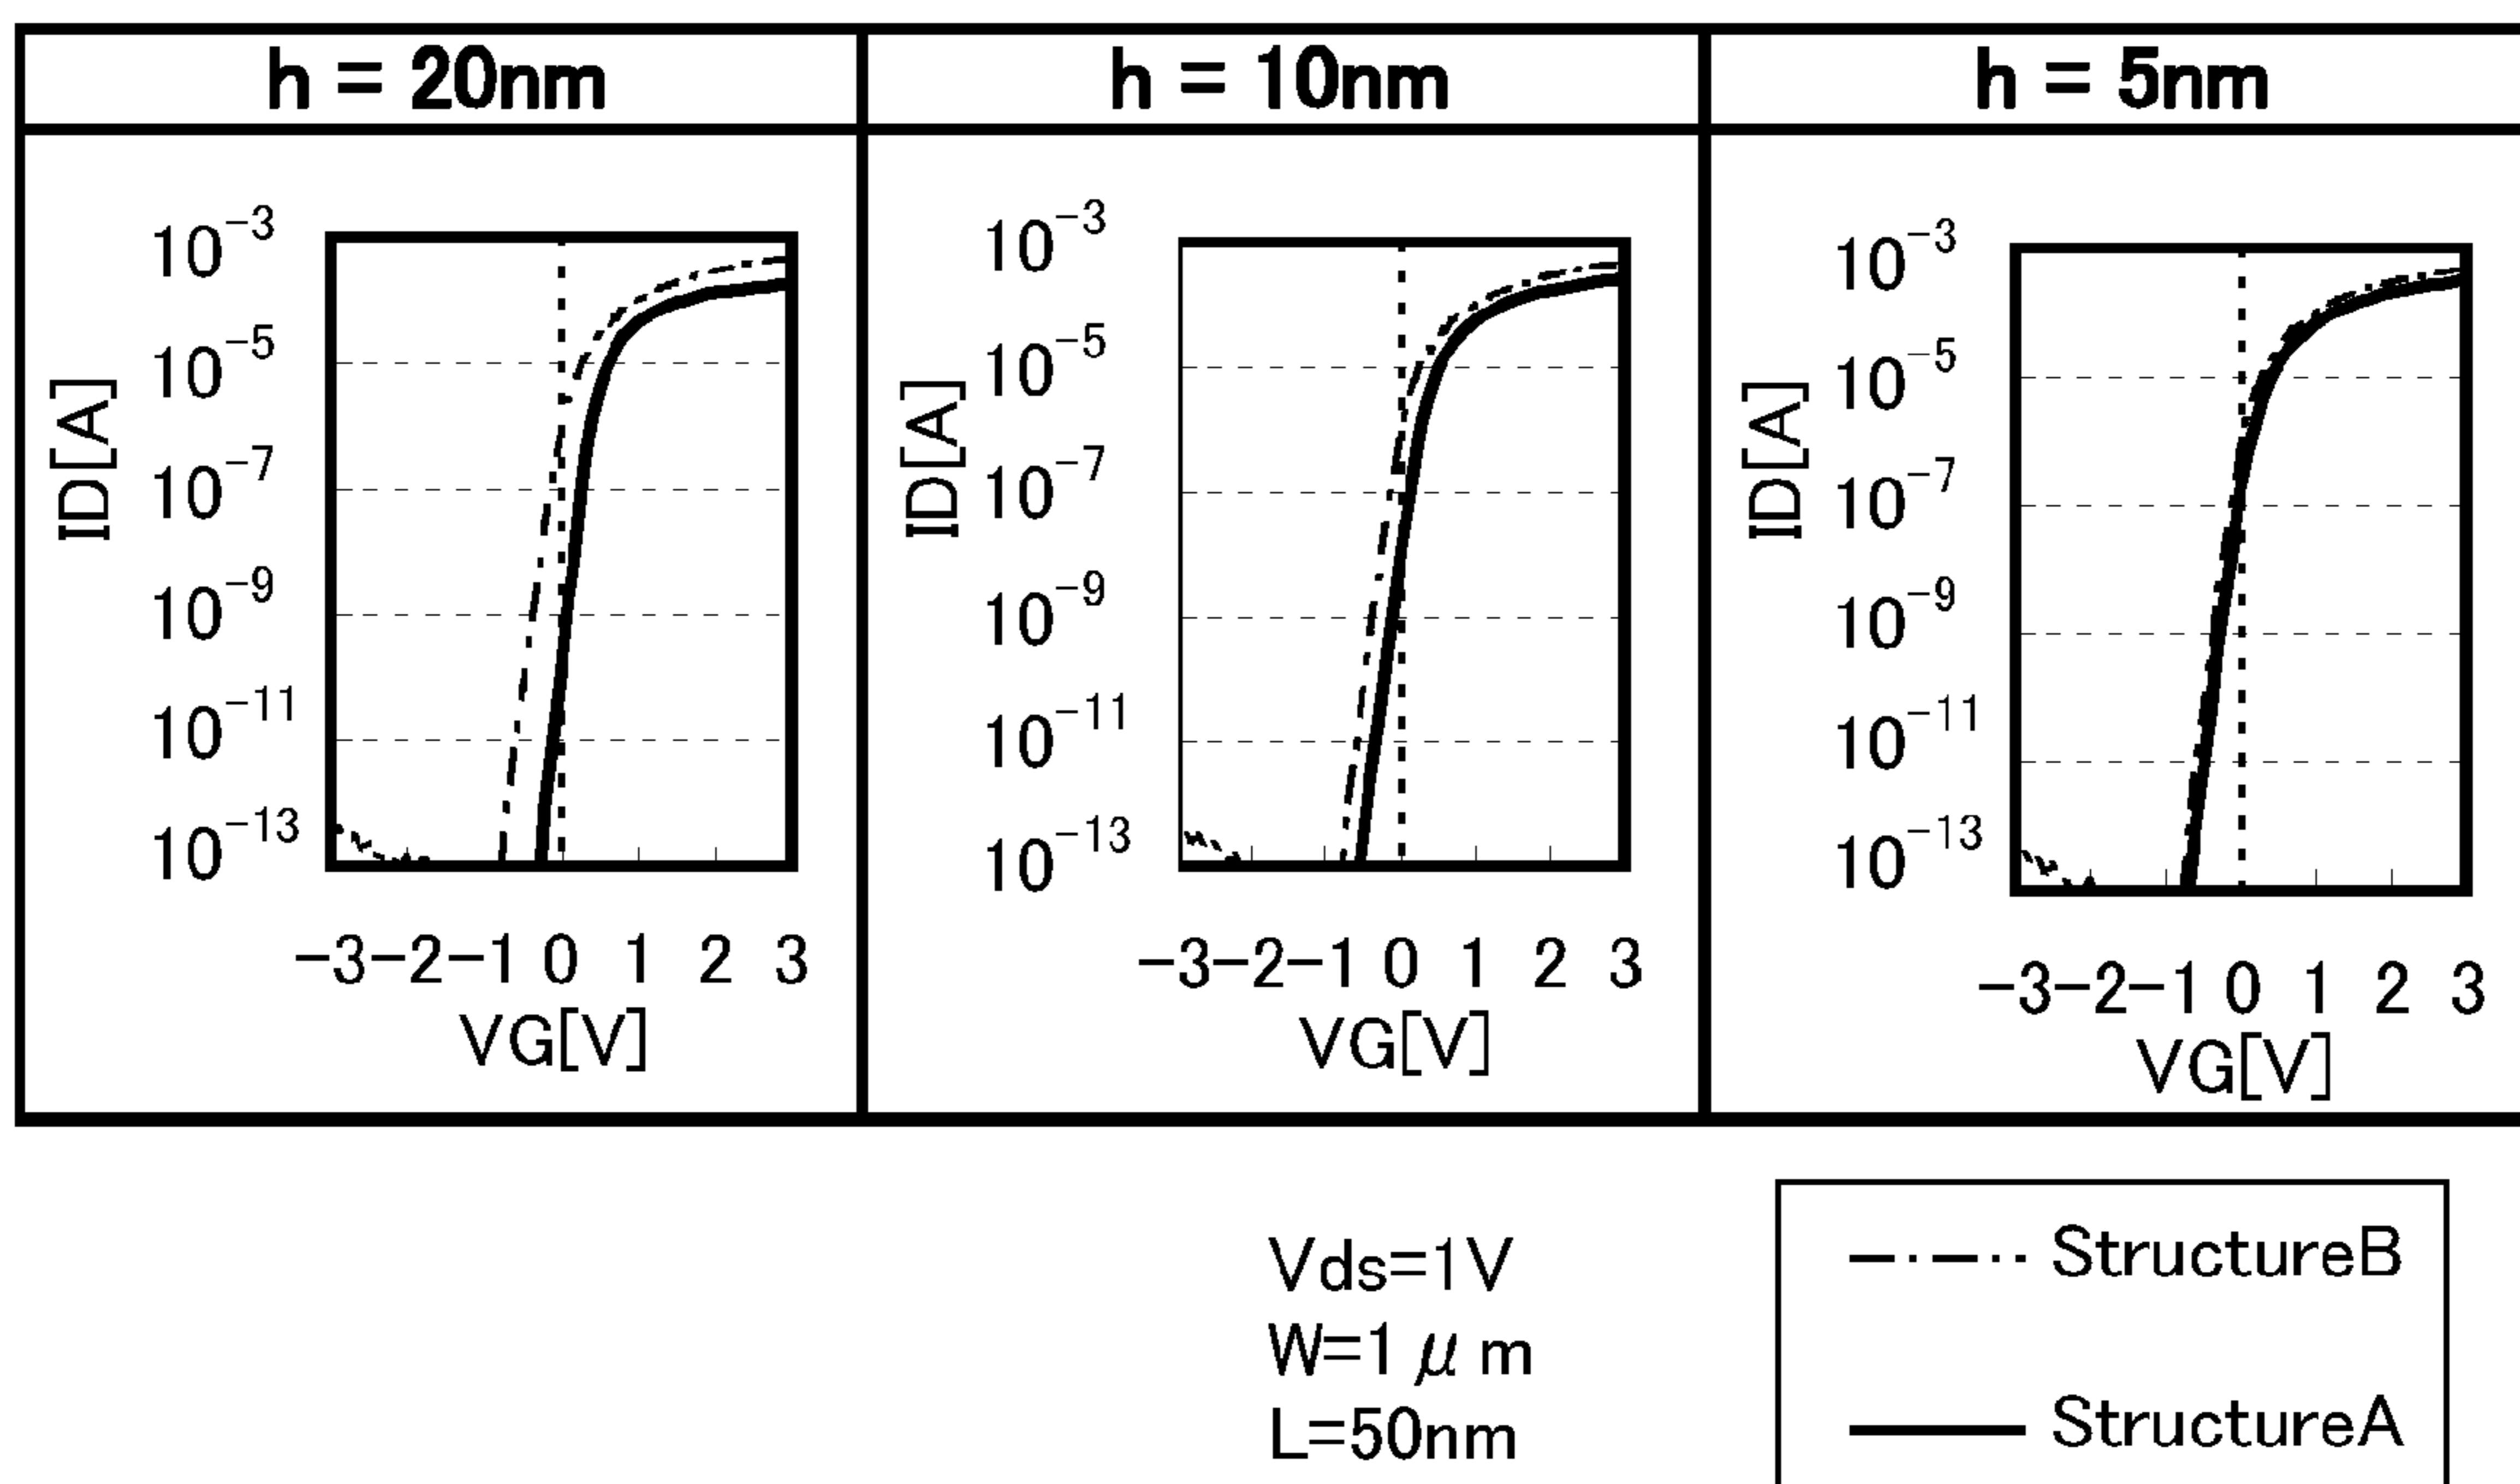 h = 20nm
h = 10nm
h = 5nm
ID[A]
10⁻³
10⁻⁵
10⁻⁷
10⁻⁹
10⁻¹¹
10⁻¹³
-3-2-1 0 1 2 3
VG[V]
ID[A]
10⁻³
10⁻⁵
10⁻⁷
10⁻⁹
10⁻¹¹
10⁻¹³
-3-2-1 0 1 2 3
VG[V]
ID[A]
10⁻³
10⁻⁵
10⁻⁷
10⁻⁹
10⁻¹¹
10⁻¹³
-3-2-1 0 1 2 3
VG[V]
Vds=1V
W=1 μ m
L=50nm
StructureB
StructureA